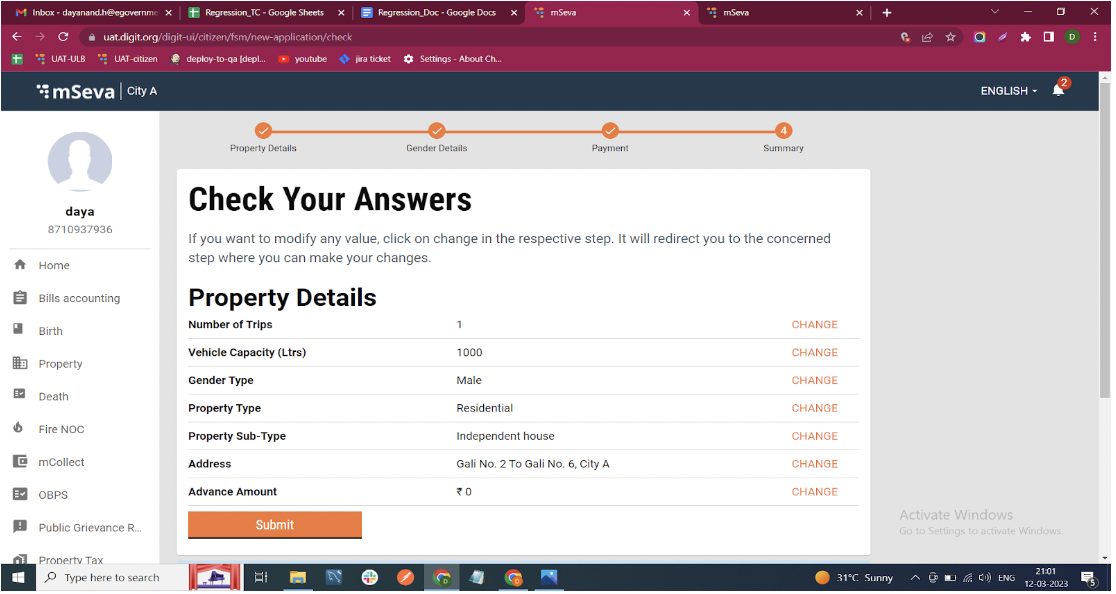 Inbox - dayanand.h@egovernme
Regression_TC - Google Sheets
Regression_Doc - Google Docs
mSeva
mSeva
uat.digit.org/digit-ui/citizen/fsm/new-application/check
D
UAT-ULB
UAT-citizen
deploy-to-qa [depl...
youtube
jira ticket
Settings - About Ch...
mSeva
City A
ENGLISH
2
4
Property Details
Gender Details
Payment
Summary
daya
8710937936
Home
Bills accounting
Birth
Property
Death
Fire NOC
mCollect
OBPS
Public Grievance R...
Property Tax
Check Your Answers
If you want to modify any value, click on change in the respective step. It will redirect you to the concerned
step where you can make your changes.
Property Details
Number of Trips 1 CHANGE
Vehicle Capacity (Ltrs) 1000 CHANGE
Gender Type Male CHANGE
Property Type Residential CHANGE
Property Sub-Type Independent house CHANGE
Address Gali No. 2 To Gali No. 6, City A CHANGE
Advance Amount ₹ 0 CHANGE
Submit
Activate Windows
Go to Settings to activate Windows.
Type here to search
31°C Sunny
ENG
21:01
12-03-2023
5